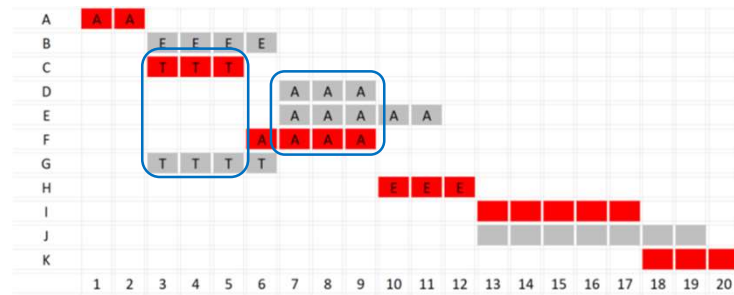 A A A
B E E E E
C T T T
D A A A
E A A A A A
F A A A A
G T T T T
H E E E
I
J
K
1 2 3 4 5 6 7 8 9 10 11 12 13 14 15 16 17 18 19 20